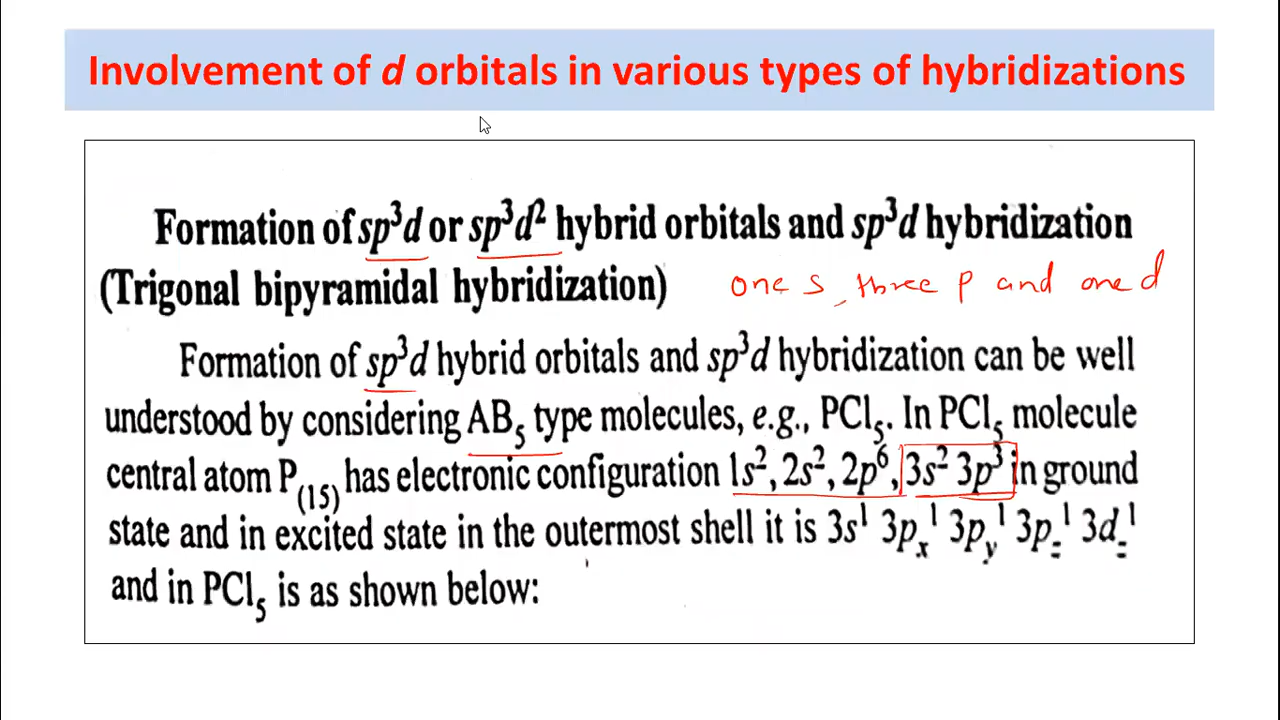 Involvement of d orbitals in various types of hybridizations
Formation of sp³d or sp³d² hybrid orbitals and sp³d hybridization
(Trigonal bipyramidal hybridization)
one s, three p and one d
Formation of sp³d hybrid orbitals and sp³d hybridization can be well
understood by considering AB₅ type molecules, e.g., PCl₅. In PCl₅ molecule
central atom P₍₁₅₎ has electronic configuration 1s², 2s², 2p⁶, 3s² 3p³ in ground
state and in excited state in the outermost shell it is 3s¹ 3pₓ¹ 3p_y¹ 3p_z¹ 3d_z¹
and in PCl₅ is as shown below: